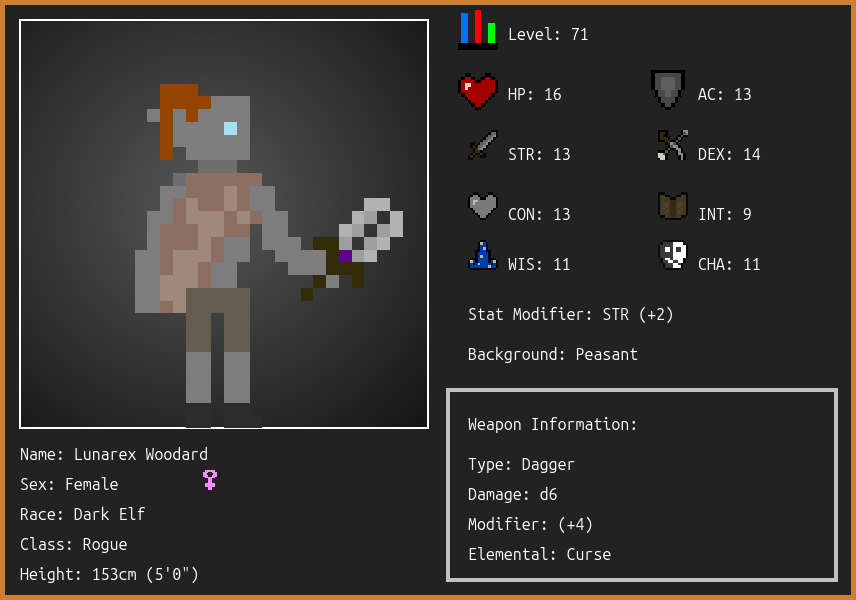 Level: 71
HP: 16
AC: 13
STR: 13
DEX: 14
CON: 13
INT: 9
WIS: 11
CHA: 11
Stat Modifier: STR (+2)
Background: Peasant
Weapon Information:
Type: Dagger
Damage: d6
Modifier: (+4)
Elemental: Curse
Name: Lunarex Woodard
Sex: Female
Race: Dark Elf
Class: Rogue
Height: 153cm (5'0")